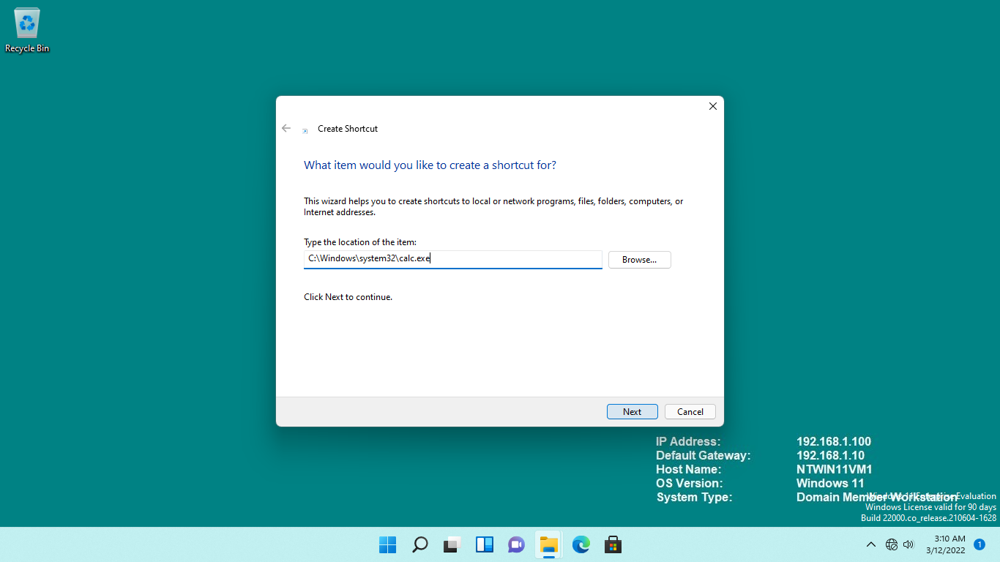 Recycle Bin
Create Shortcut
What item would you like to create a shortcut for?
This wizard helps you to create shortcuts to local or network programs, files, folders, computers, or
Internet addresses.
Type the location of the item:
C:\Windows\system32\calc.exe
Browse...
Click Next to continue.
Next
Cancel
IP Address: 192.168.1.100
Default Gateway: 192.168.1.10
Host Name: NTWIN11VM1
OS Version: Windows 11
System Type: Domain Member Workstation
Windows 11 Enterprise Evaluation
Windows License valid for 90 days
Build 22000.co_release.210604-1628
3:10 AM
3/12/2022
1